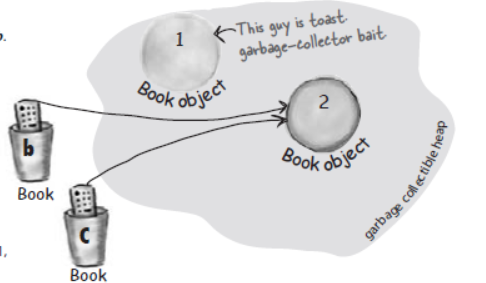 .
1
This guy is toast.
garbage-collector bait.
Book object
2
b
Book object
Book
c
garbage collectible heap
Book
,